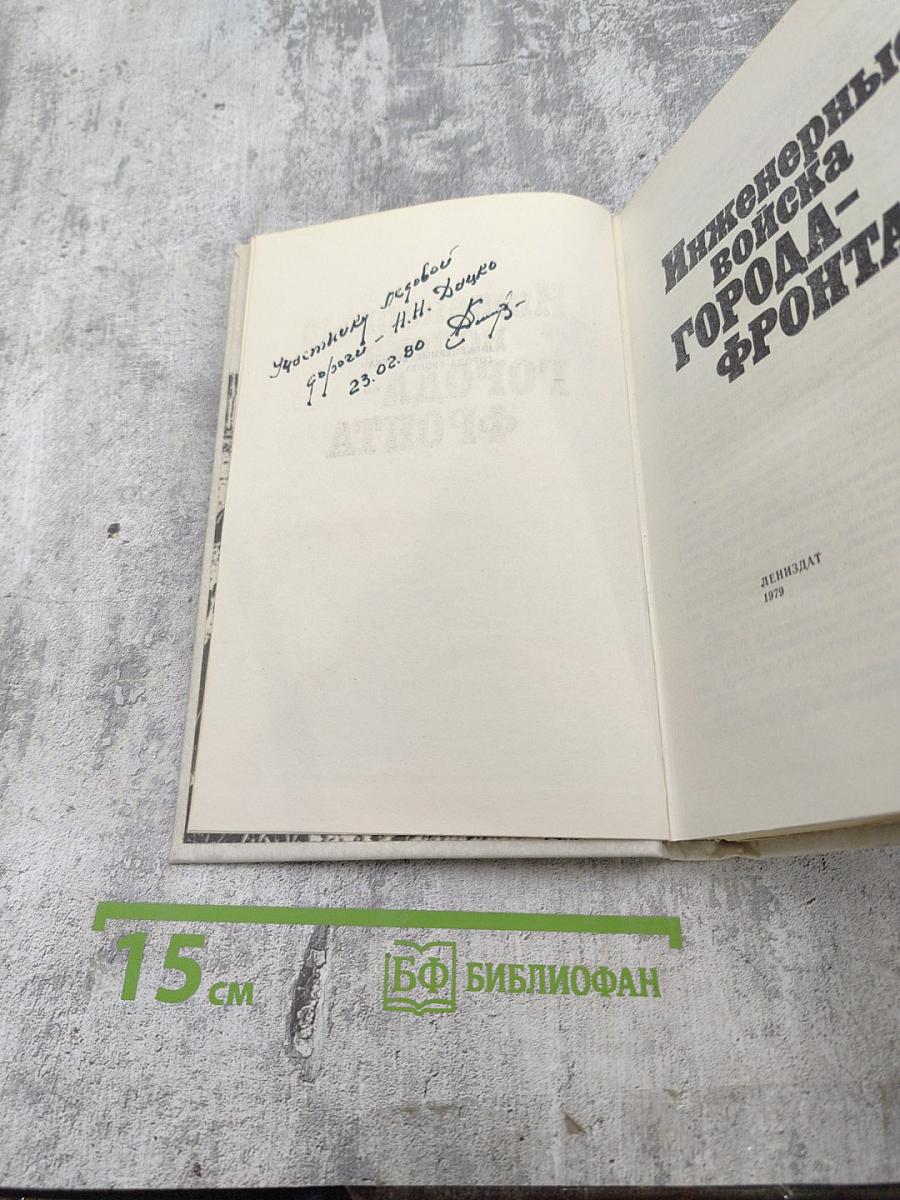 Участнику Ледовой
дороги - Н.Н. Дацко
23.02.80
Инженерные
войска
ГОРОДА-
ФРОНТА
ЛЕНИЗДАТ
1979
15 см
БФ БИБЛИОФАН